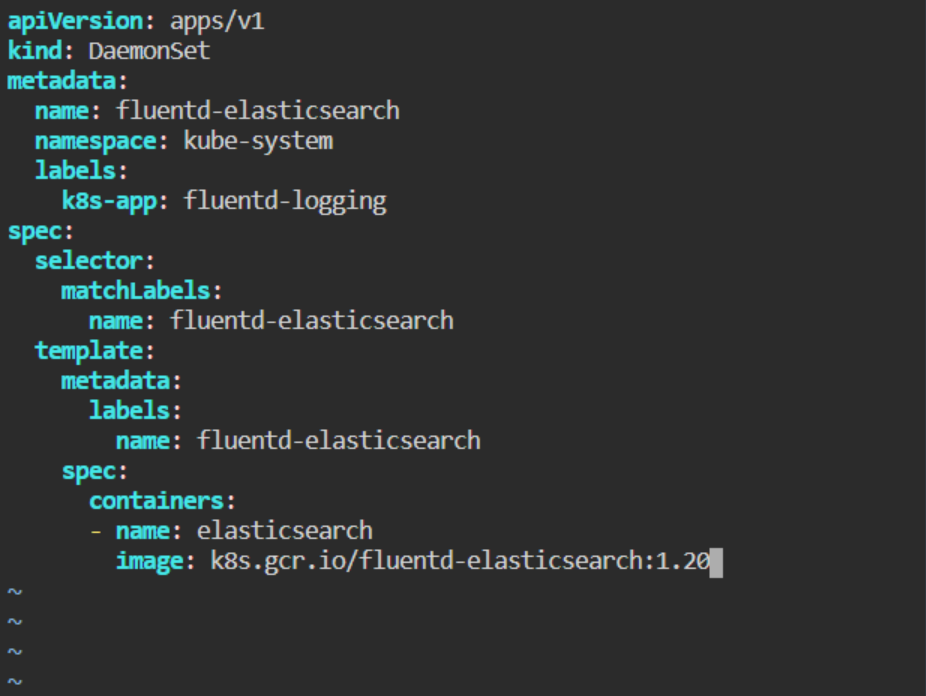 apiVersion: apps/v1
kind: DaemonSet
metadata:
  name: fluentd-elasticsearch
  namespace: kube-system
  labels:
    k8s-app: fluentd-logging
spec:
  selector:
    matchLabels:
      name: fluentd-elasticsearch
  template:
    metadata:
      labels:
        name: fluentd-elasticsearch
    spec:
      containers:
      - name: elasticsearch
        image: k8s.gcr.io/fluentd-elasticsearch:1.20
~
~
~
~